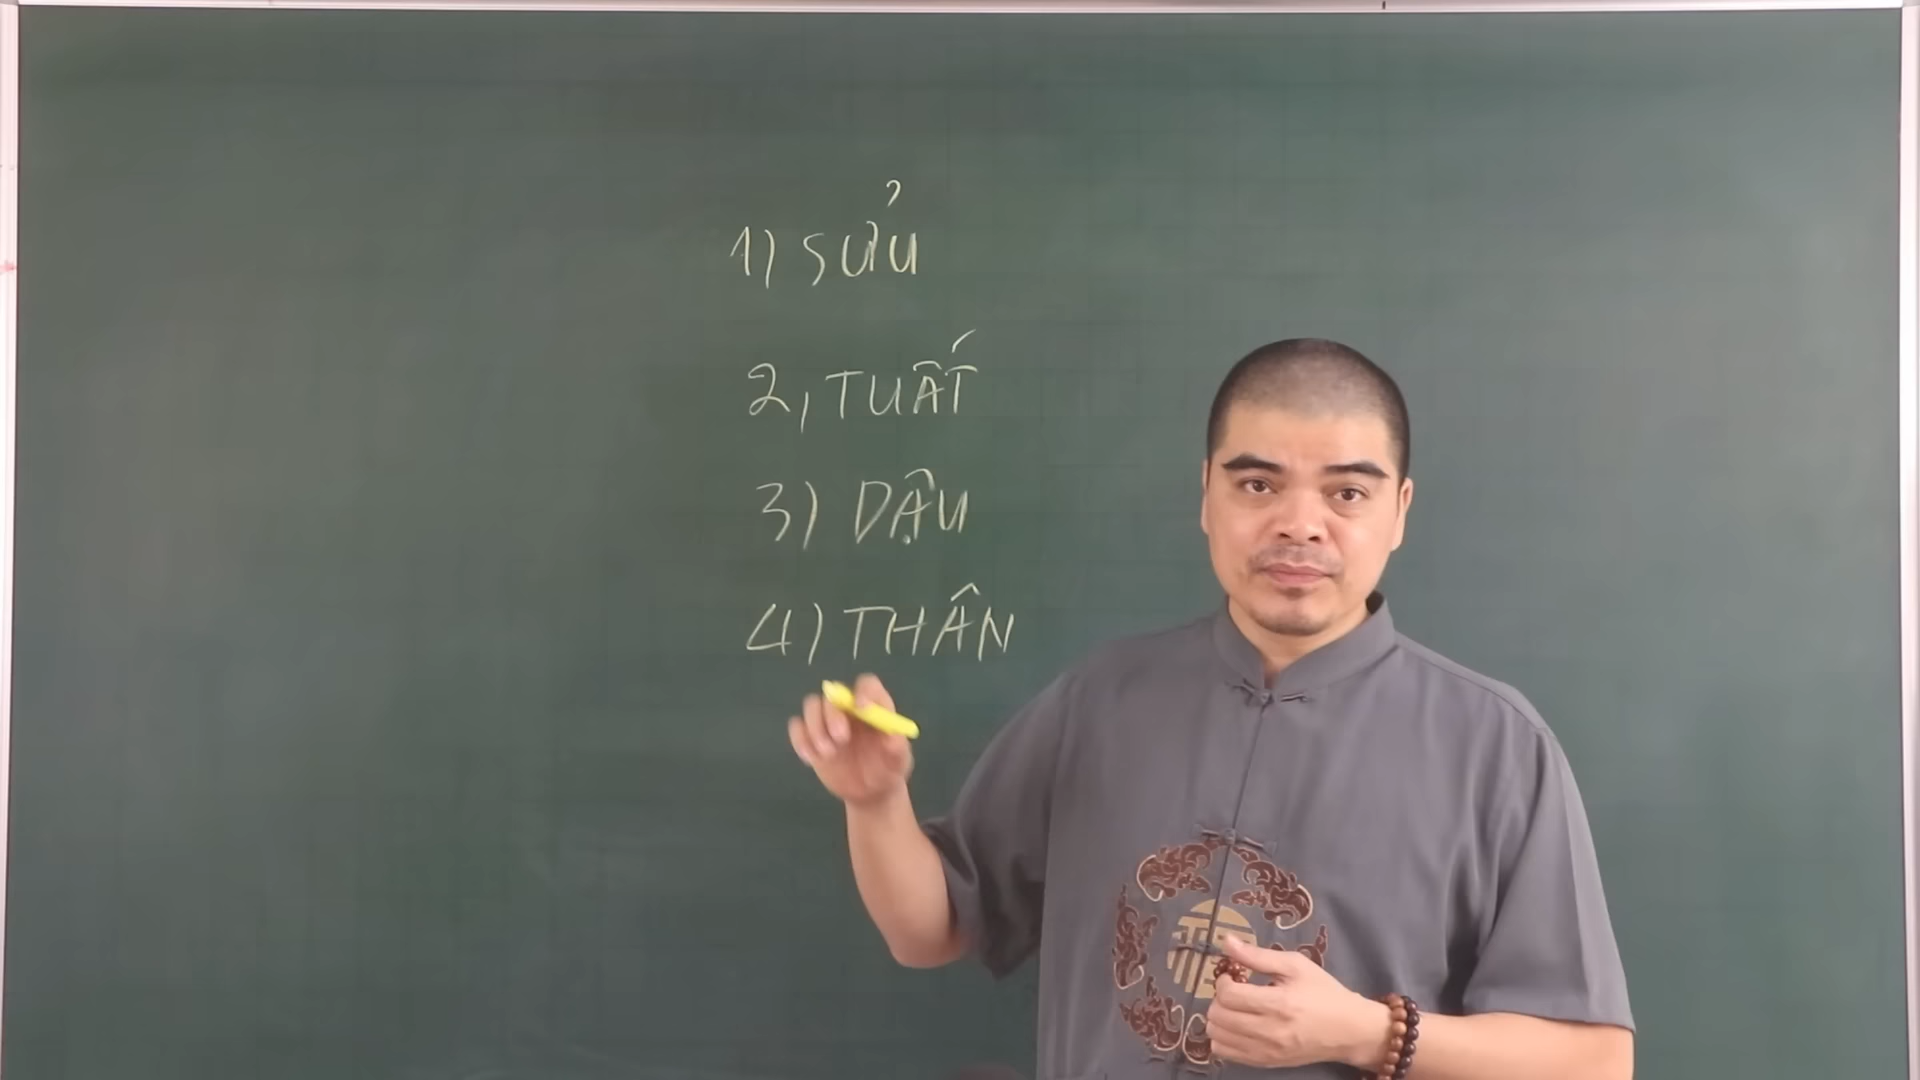 1) SỬU
2, TUẤT
3) DẬU
4) THÂN